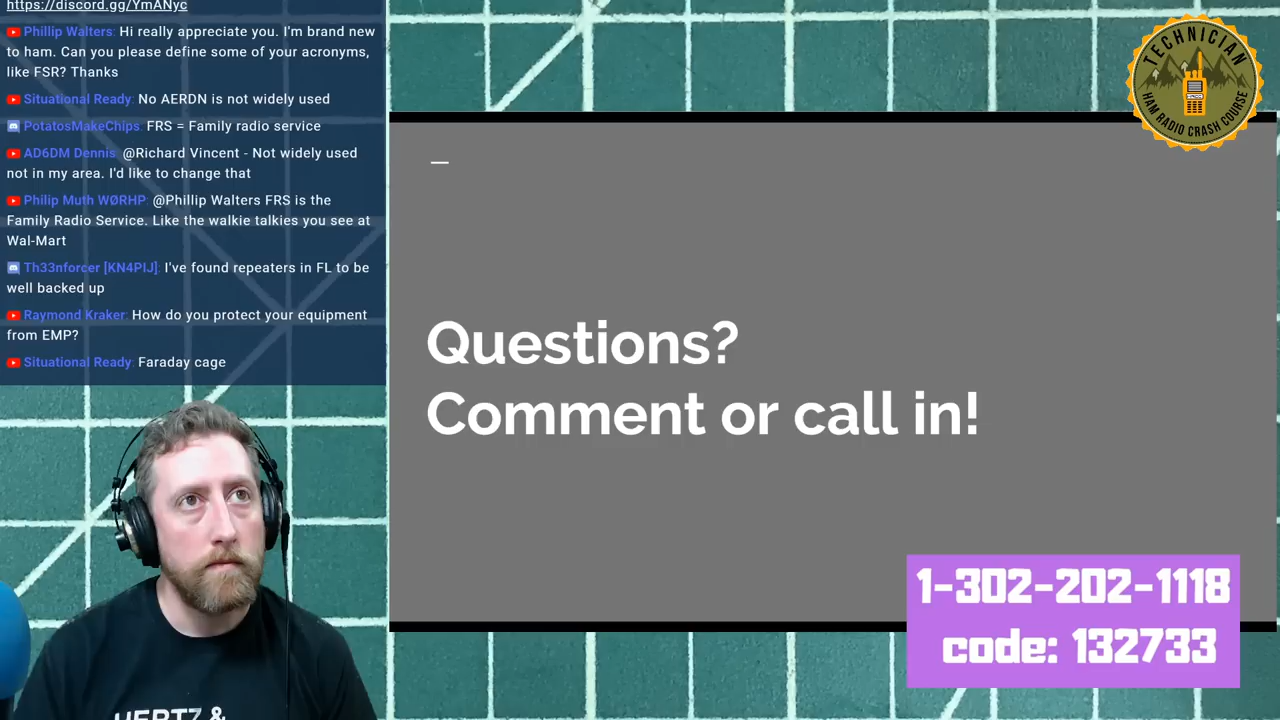 https://discord.gg/YmANyc
Phillip Walters: Hi really appreciate you. I'm brand new
to ham. Can you please define some of your acronyms,
like FSR? Thanks
Situational Ready: No AERDN is not widely used
PotatosMakeChips: FRS = Family radio service
AD6DM Dennis: @Richard Vincent - Not widely used
not in my area. I'd like to change that
Philip Muth WØRHP: @Phillip Walters FRS is the
Family Radio Service. Like the walkie talkies you see at
Wal-Mart
Th33nforcer [KN4PIJ]: I've found repeaters in FL to be
well backed up
Raymond Kraker: How do you protect your equipment
from EMP?
Situational Ready: Faraday cage
TECHNICIAN
HAM RADIO CRASH COURSE
Questions?
Comment or call in!
1-302-202-1118
code: 132733
HERTZ &